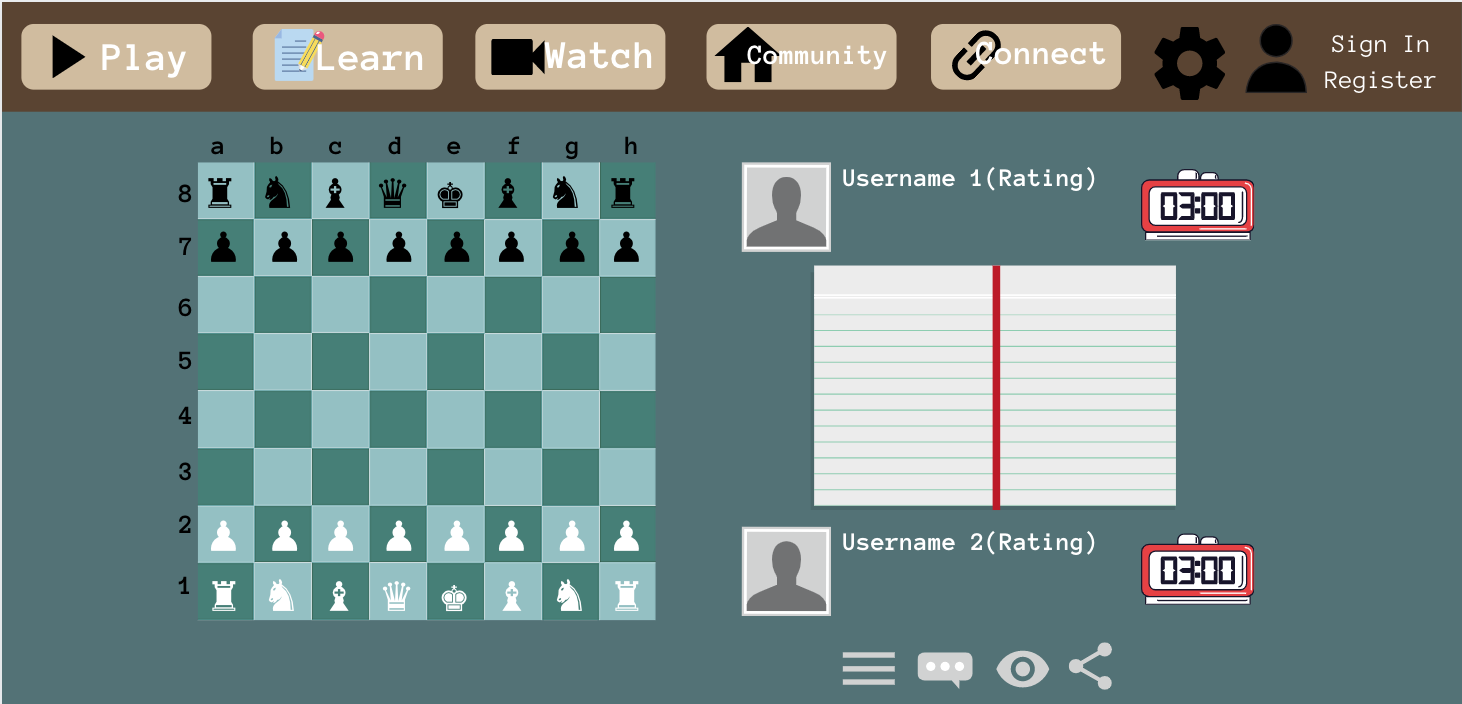 Play
Learn
Watch
Community
Connect
Sign In
Register
a b c d e f g h
8
7
6
5
4
3
2
1
Username 1(Rating)
03:00
Username 2(Rating)
03:00